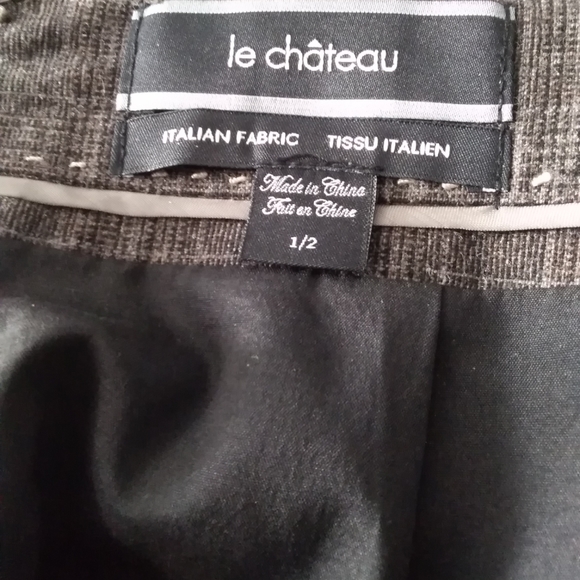 le château
ITALIAN FABRIC TISSU ITALIEN
Made in China
Fait en Chine
1/2